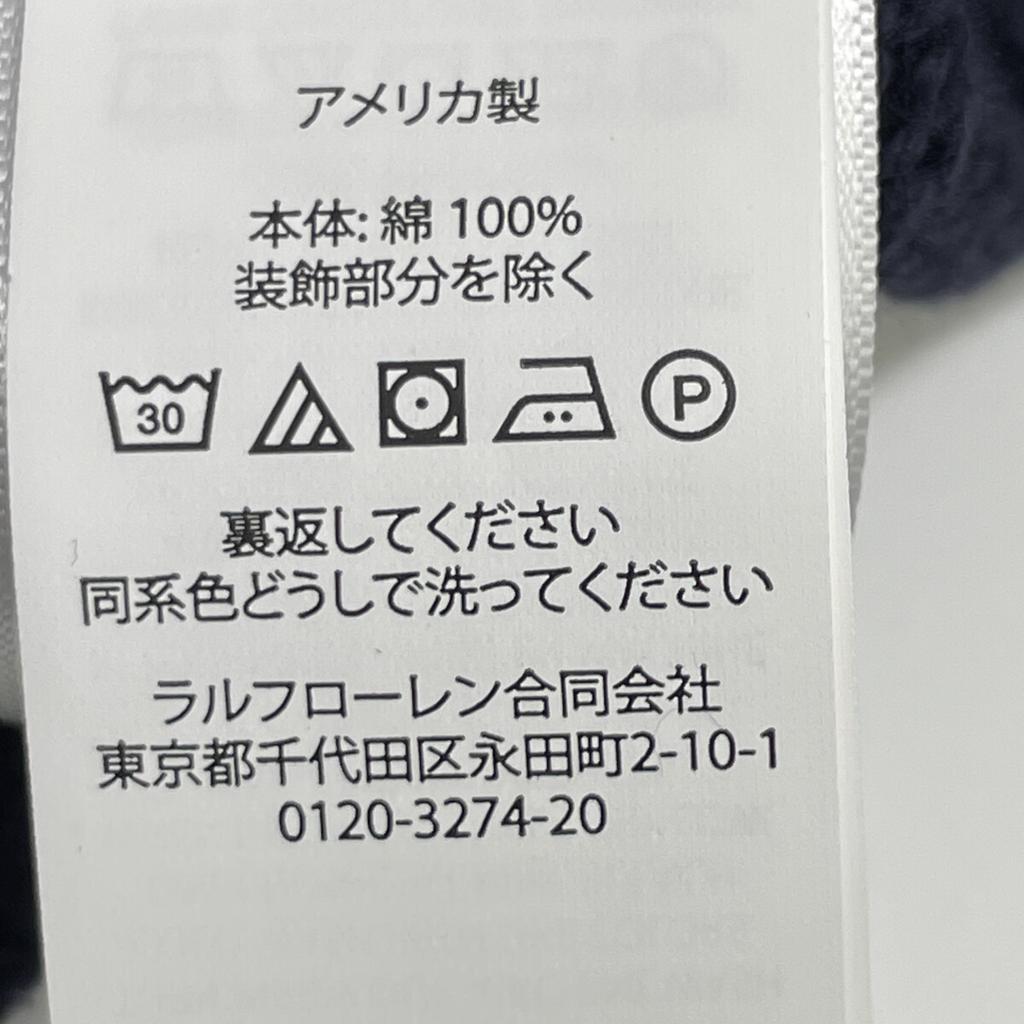 アメリカ製
本体: 綿 100%
装飾部分を除く
30 P
裏返してください
同系色どうしで洗ってください
ラルフローレン合同会社
東京都千代田区永田町2-10-1
0120-3274-20